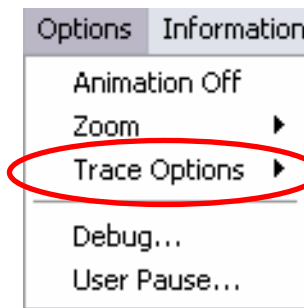 Options Information
Animation Off
Zoom
Trace Options
Debug...
User Pause...